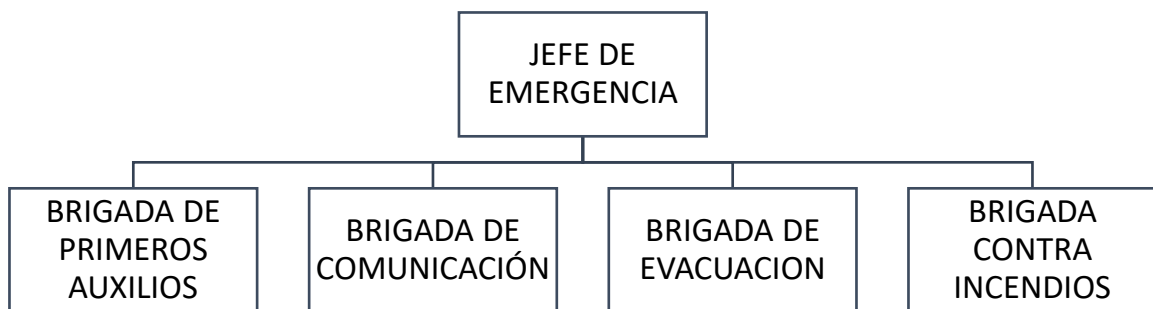 JEFE DE
EMERGENCIA
BRIGADA DE
PRIMEROS
AUXILIOS
BRIGADA DE
COMUNICACIÓN
BRIGADA DE
EVACUACION
BRIGADA
CONTRA
INCENDIOS